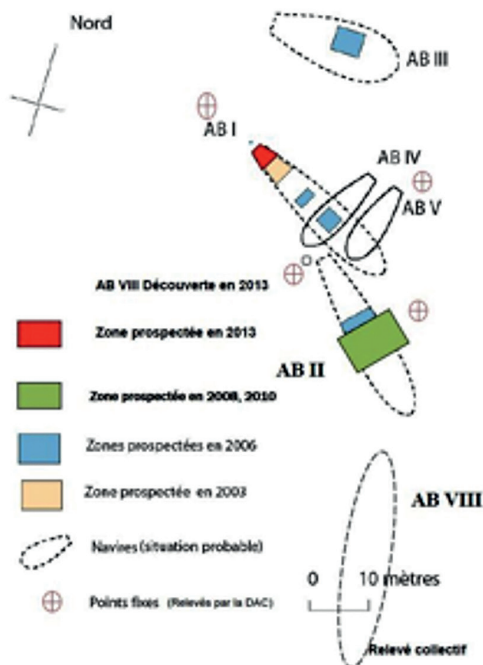 Nord
AB III
AB I
AB IV
AB V
AB VIII Découverte en 2013
Zone prospectée en 2013
AB II
Zone prospectée en 2008, 2010
Zones prospectées en 2006
Zone prospectée en 2003
AB VIII
Navires (situation probable)
0 10 mètres
Points fixes (Relevés par la DAC)
Relevé collectif